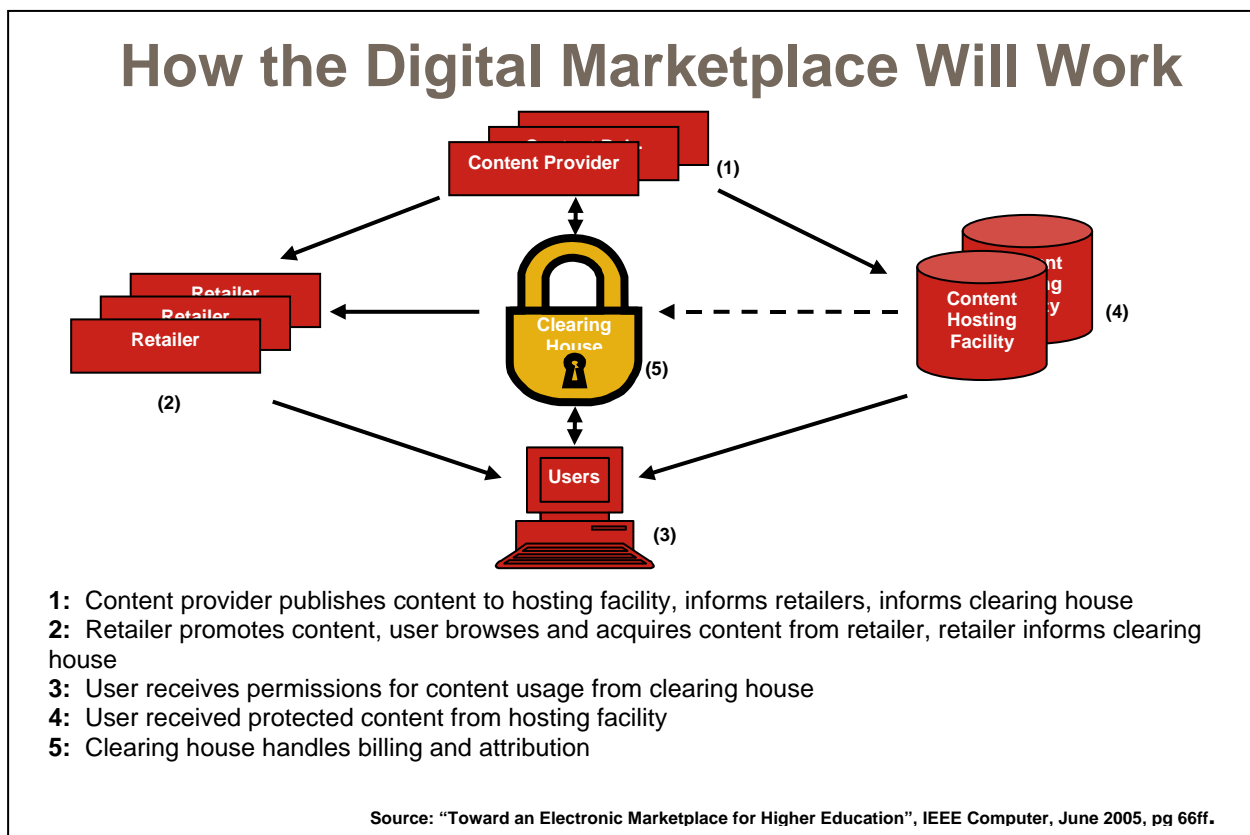 How the Digital Marketplace Will Work
Content Provider
(1)
Retailer
Retailer
Retailer
(2)
Clearing
House
(5)
Content
Hosting
Facility
(4)
Users
(3)
1: Content provider publishes content to hosting facility, informs retailers, informs clearing house
2: Retailer promotes content, user browses and acquires content from retailer, retailer informs clearing
house
3: User receives permissions for content usage from clearing house
4: User received protected content from hosting facility
5: Clearing house handles billing and attribution
Source: “Toward an Electronic Marketplace for Higher Education”, IEEE Computer, June 2005, pg 66ff.